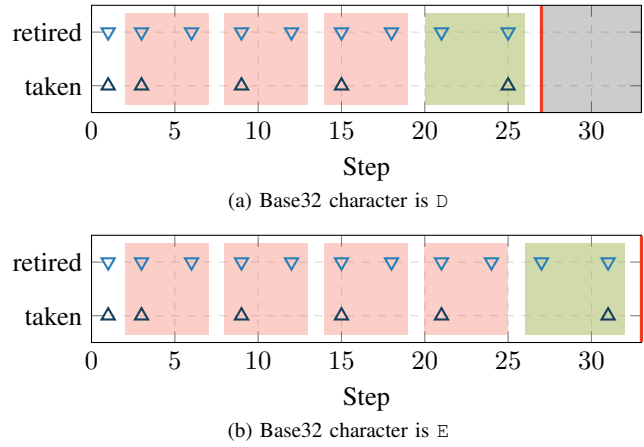 retired
taken
0 5 10 15 20 25 30
Step
(a) Base32 character is D
retired
taken
0 5 10 15 20 25 30
Step
(b) Base32 character is E